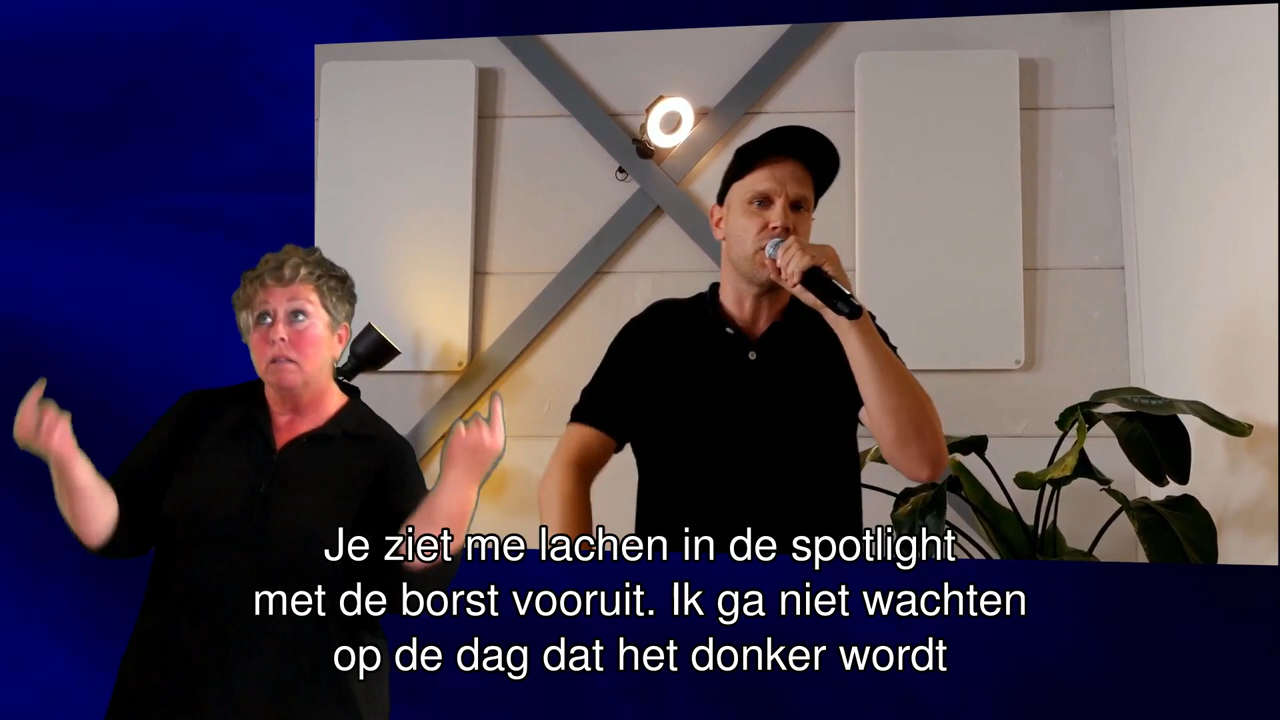 Je ziet me lachen in de spotlight
met de borst vooruit. Ik ga niet wachten
op de dag dat het donker wordt